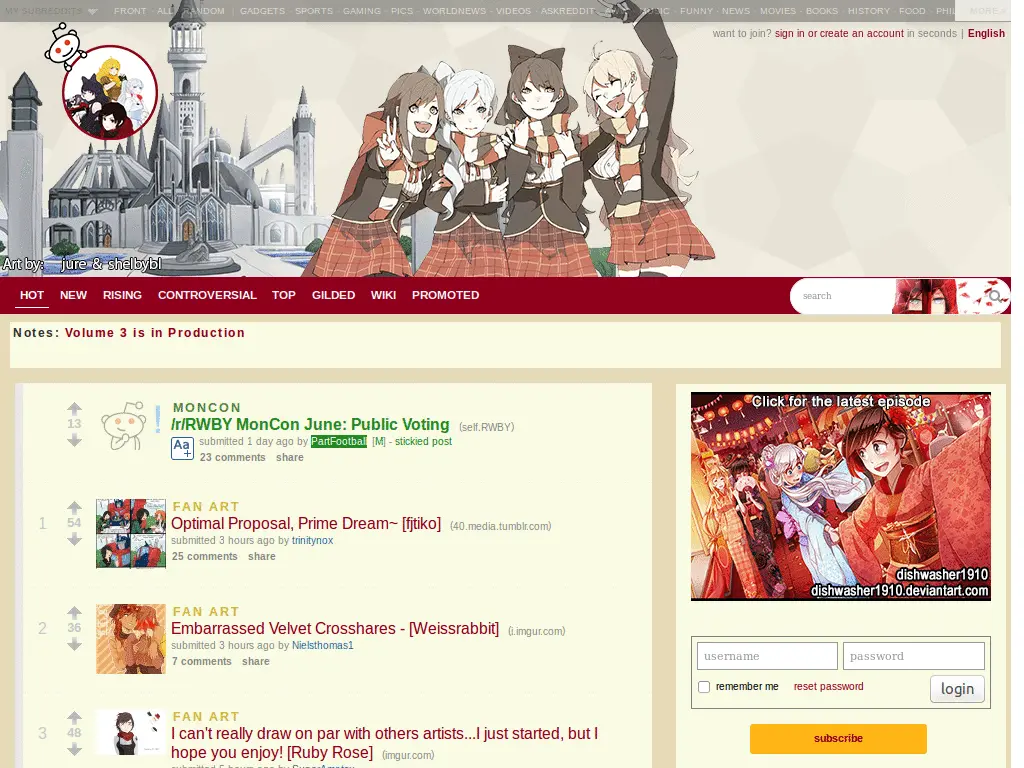 MY SUBREDDITS FRONT - ALL - RANDOM | GADGETS - SPORTS - GAMING - PICS - WORLDNEWS - VIDEOS - ASKREDDIT - FUNNY - NEWS - MOVIES - BOOKS - HISTORY - FOOD - MORE »
want to join? sign in or create an account in seconds | English
Art by: jure & shelbybl
HOT NEW RISING CONTROVERSIAL TOP GILDED WIKI PROMOTED
search
Notes: Volume 3 is in Production
MONCON
13
/r/RWBY MonCon June: Public Voting (self.RWBY)
Aa+ submitted 1 day ago by PartFootball [M] - stickied post
23 comments share
FAN ART
1 54 Optimal Proposal, Prime Dream~ [fjtiko] (40.media.tumblr.com)
submitted 3 hours ago by trinitynox
25 comments share
FAN ART
2 36 Embarrassed Velvet Crosshares - [Weissrabbit] (i.imgur.com)
submitted 3 hours ago by Nielsthomas1
7 comments share
FAN ART
3 48 I can't really draw on par with others artists...I just started, but I
hope you enjoy! [Ruby Rose] (imgur.com)
Click for the latest episode
dishwasher1910
dishwasher1910.deviantart.com
username password
remember me reset password login
subscribe